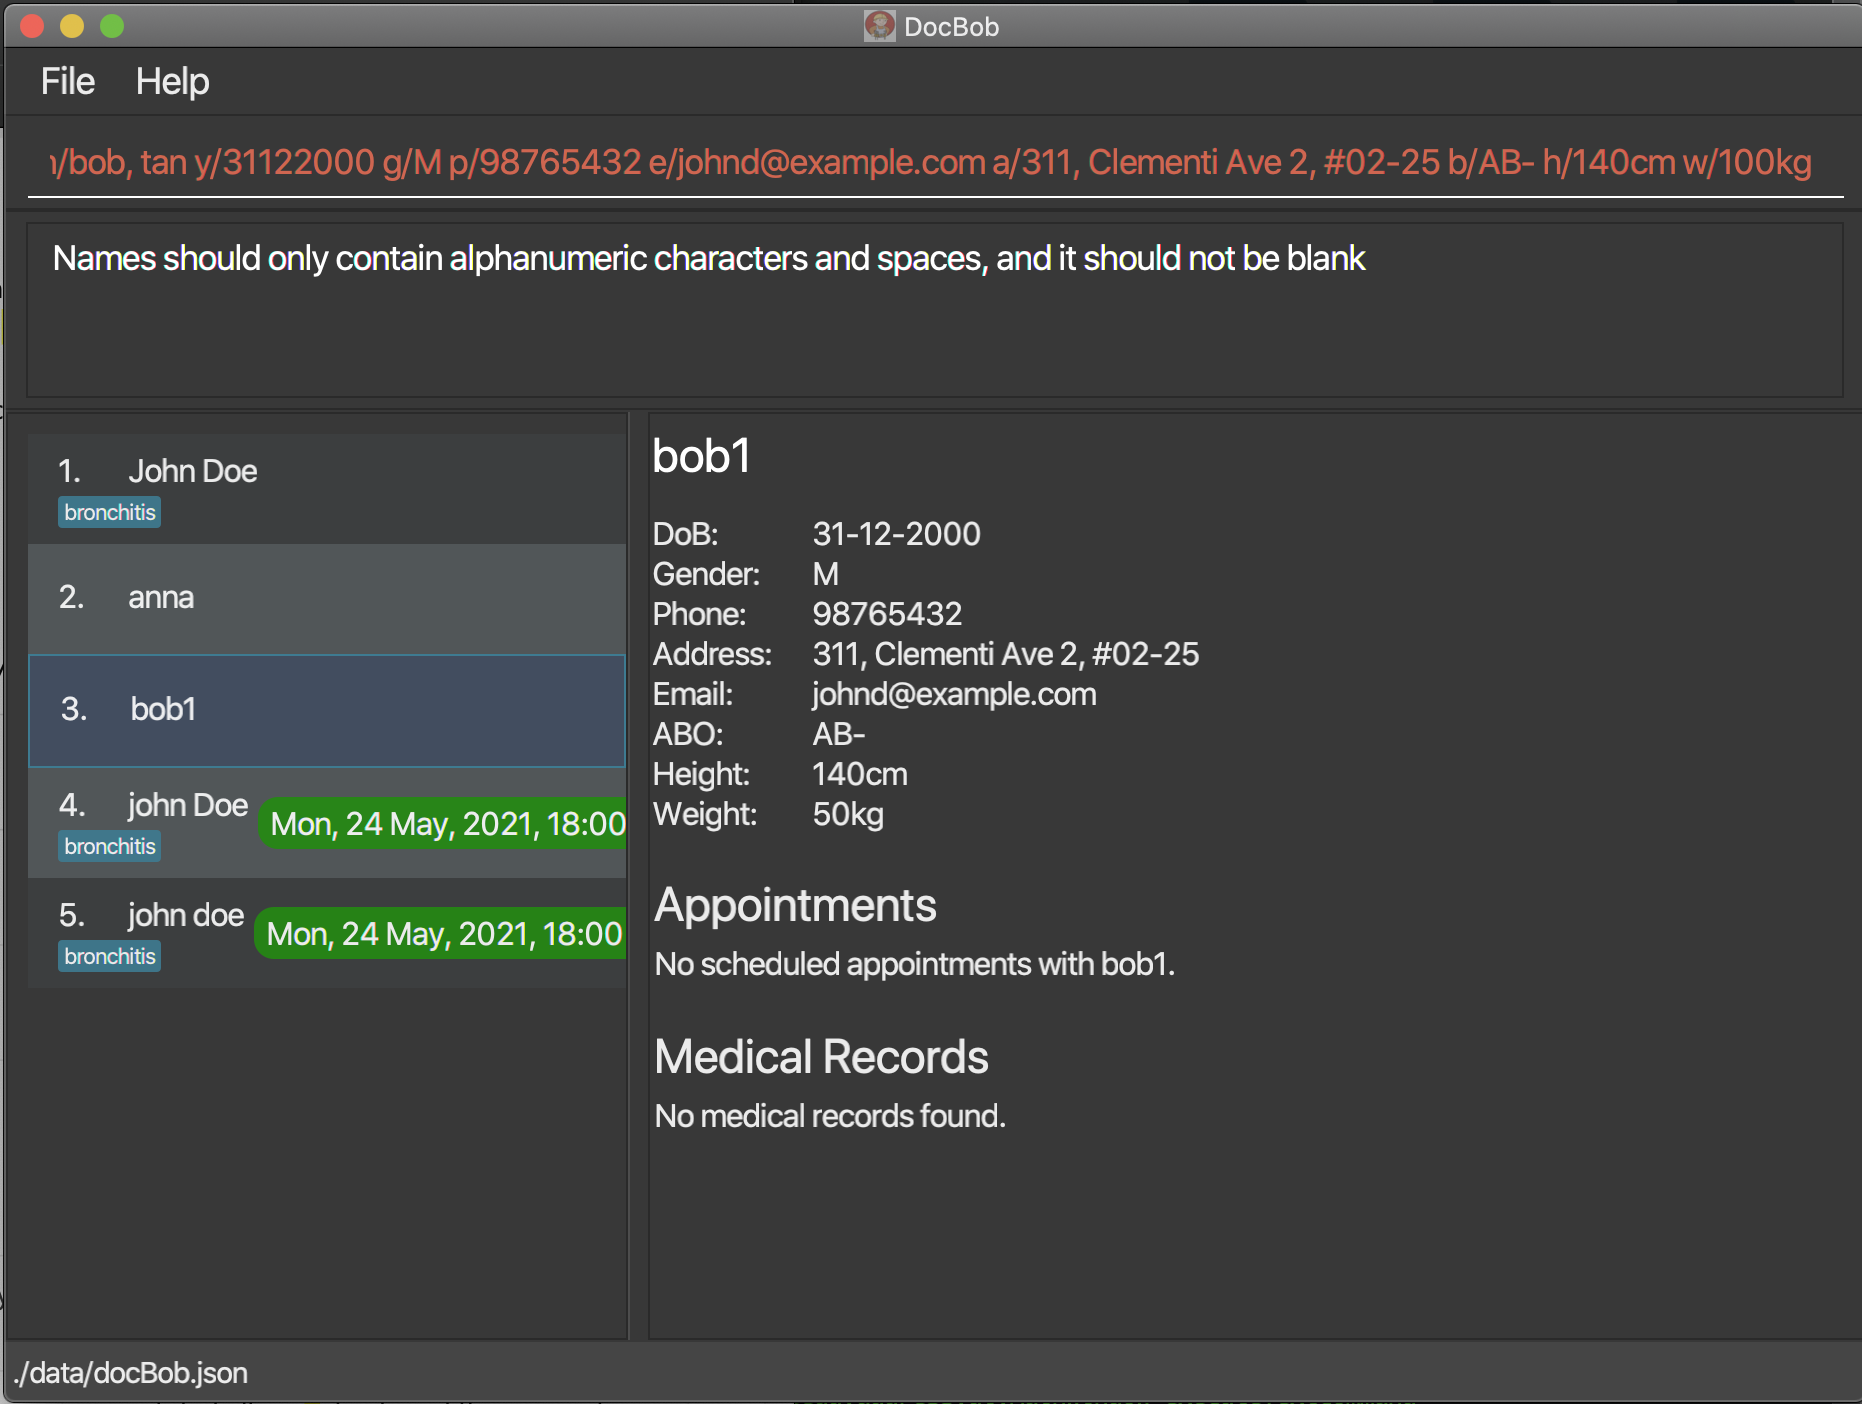 DocBob
File Help
/bob, tan y/31122000 g/M p/98765432 e/johnd@example.com a/311, Clementi Ave 2, #02-25 b/AB- h/140cm w/100kg
Names should only contain alphanumeric characters and spaces, and it should not be blank
1. John Doe
bronchitis
2. anna
3. bob1
4. john Doe Mon, 24 May, 2021, 18:00
bronchitis
5. john doe Mon, 24 May, 2021, 18:00
bronchitis
bob1
DoB: 31-12-2000
Gender: M
Phone: 98765432
Address: 311, Clementi Ave 2, #02-25
Email: johnd@example.com
ABO: AB-
Height: 140cm
Weight: 50kg
Appointments
No scheduled appointments with bob1.
Medical Records
No medical records found.
./data/docBob.json